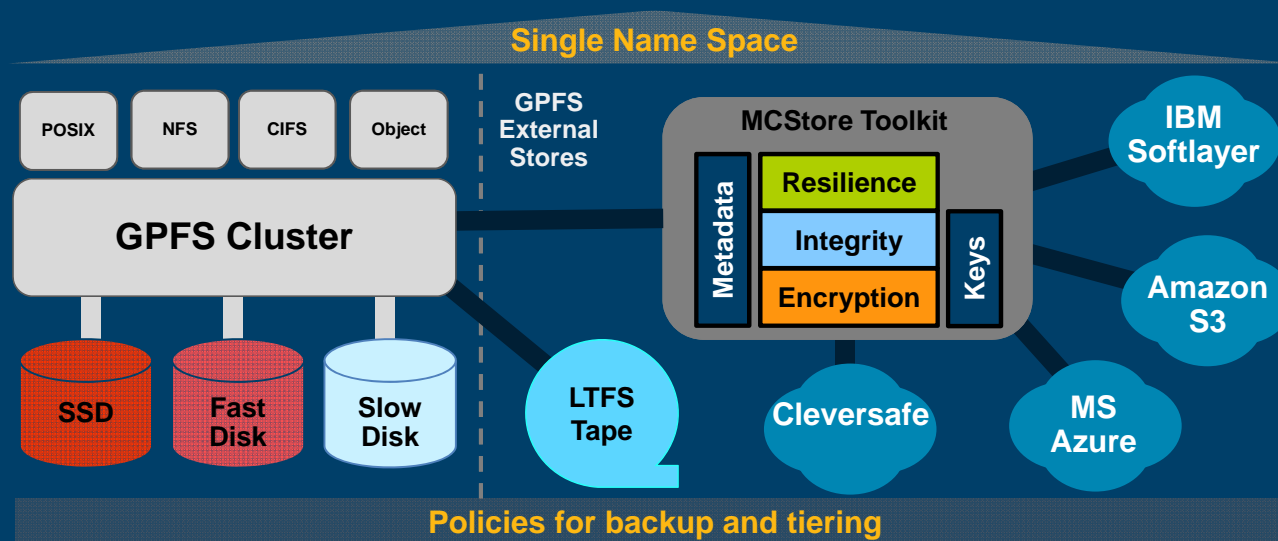 Single Name Space
POSIX
NFS
CIFS
Object
GPFS
External
Stores
GPFS Cluster
SSD
Fast
Disk
Slow
Disk
LTFS
Tape
MCStore Toolkit
Metadata
Resilience
Integrity
Encryption
Keys
IBM
Softlayer
Amazon
S3
MS
Azure
Cleversafe
Policies for backup and tiering